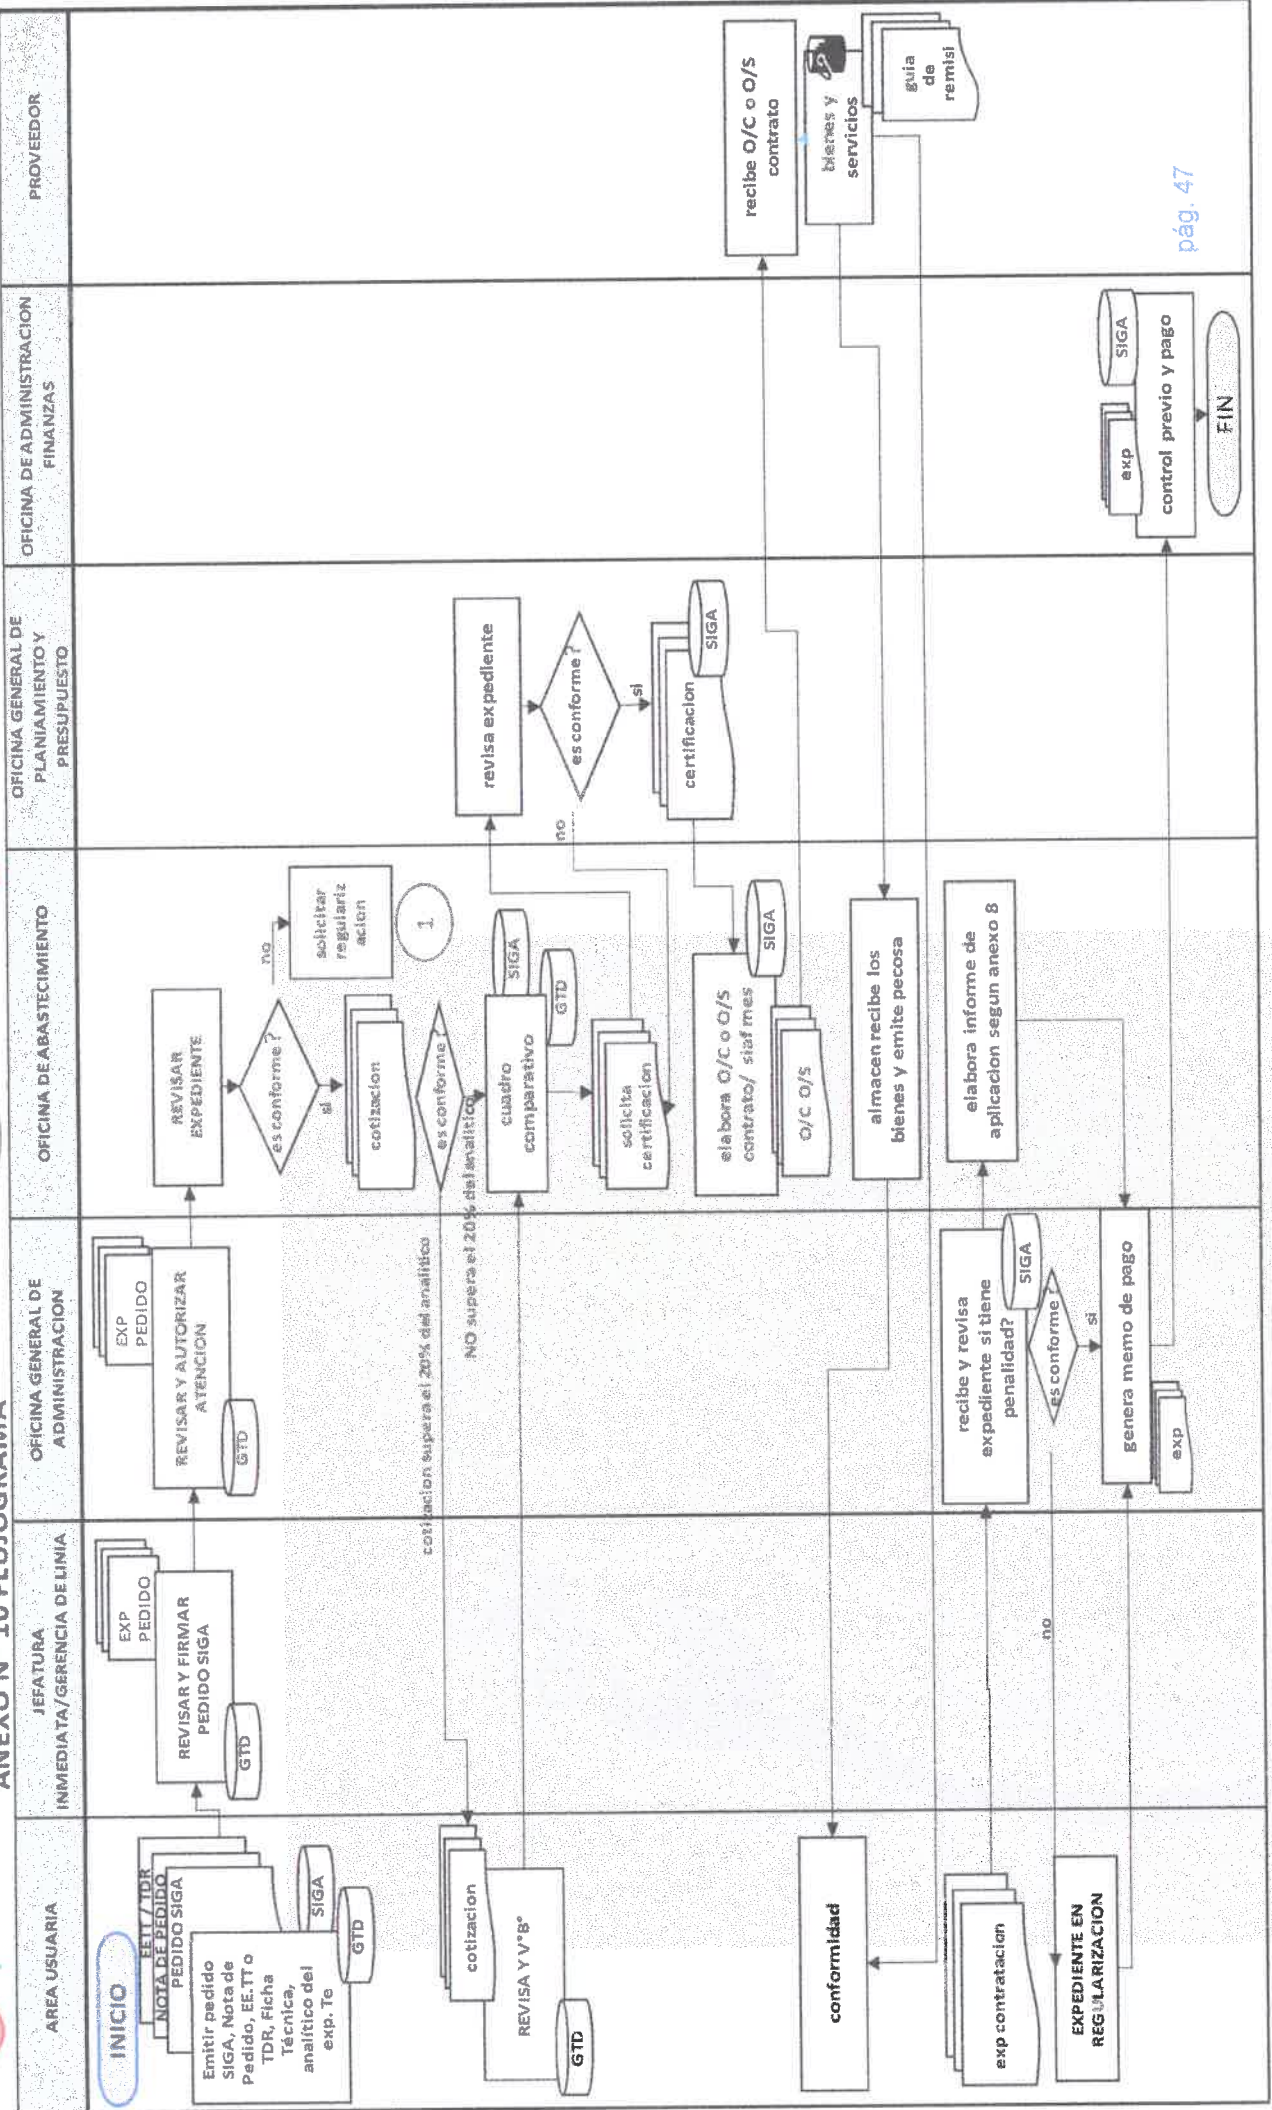 ANEXO N° 10 FLUJOGRAMA
AREA USUARIA
JEFATURA
INMEDIATA/GERENCIA DE LINIA
OFICINA GENERAL DE
ADMINISTRACION
OFICINA DE ABASTECIMIENTO
OFICINA GENERAL DE
PLANIAMIENTO Y
PRESUPUESTO
OFICINA DE ADMINISTRACION
FINANZAS
PROVEEDOR
INICIO
EETT / TDR
NOTA DE PEDIDO
PEDIDO SIGA
Emitir pedido
SIGA, Nota de
Pedido, EE.TT o
TDR, Ficha
Técnica,
analítico del
exp. Te
SIGA
GTD
EXP
PEDIDO
REVISAR Y FIRMAR
PEDIDO SIGA
GTD
EXP
PEDIDO
REVISAR Y AUTORIZAR
ATENCION
GTD
REVISAR
EXPEDIENTE
es conforme?
no
solicitar
regulariz
acion
1
si
cotizacion
es conforme?
cotizacion supera el 20% del analitico
NO supera el 20% del analitico
cotizacion
REVISA Y V°B°
GTD
cuadro
comparativo
SIGA
GTD
solicita
certificacion
revisa expediente
es conforme?
no
si
certificacion
SIGA
elabora O/C o O/S
contrato/ siaf mes
SIGA
O/C O/S
recibe O/C o O/S
contrato
bienes y
servicios
guia
de
remisi
almacen recibe los
bienes y emite pecosa
conformidad
exp contratacion
recibe y revisa
expediente si tiene
penalidad?
SIGA
elabora informe de
aplicacion segun anexo 8
es conforme?
no
si
EXPEDIENTE EN
REGULARIZACION
genera memo de pago
exp
exp
SIGA
control previo y pago
FIN
pág. 47